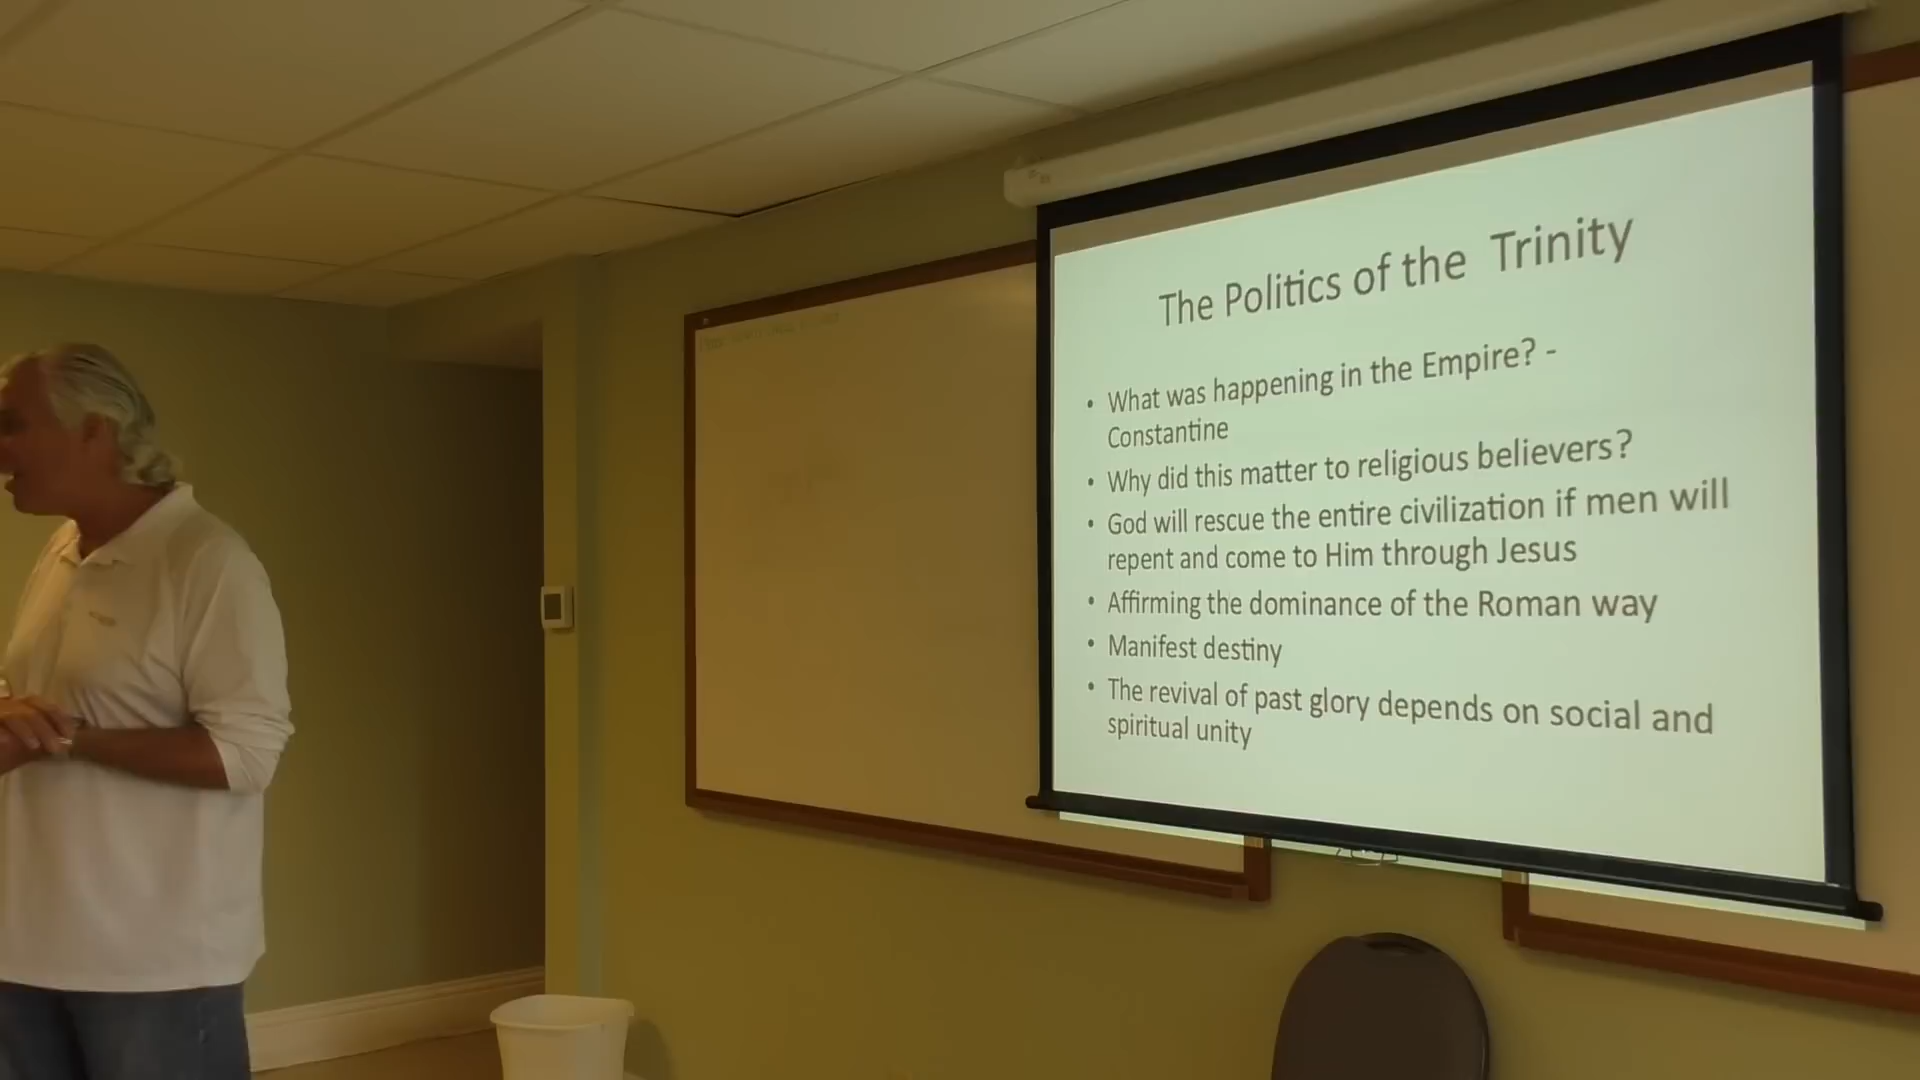 The Politics of the Trinity
• What was happening in the Empire? -
Constantine
• Why did this matter to religious believers?
• God will rescue the entire civilization if men will
repent and come to Him through Jesus
• Affirming the dominance of the Roman way
• Manifest destiny
• The revival of past glory depends on social and
spiritual unity